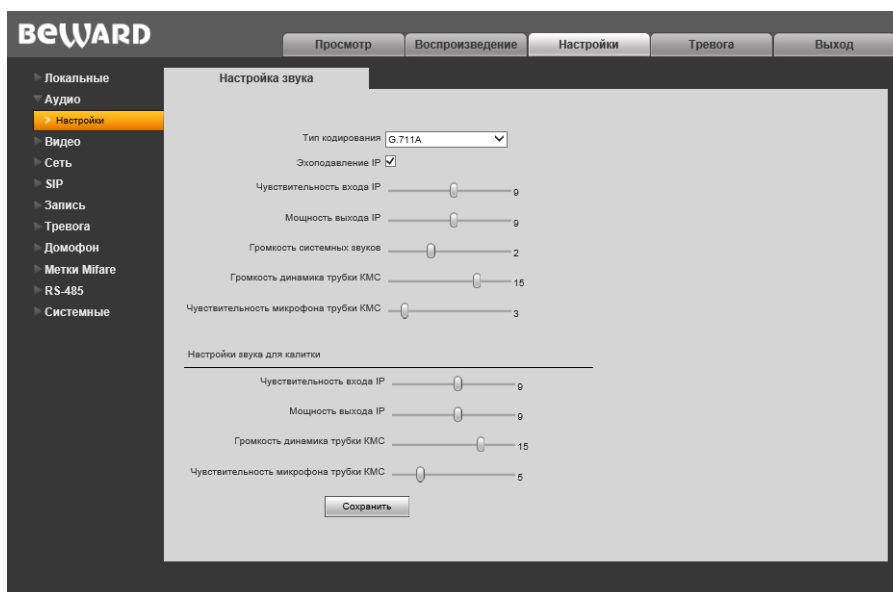 BEWARD
Просмотр Воспроизведение Настройки Тревога Выход
Локальные
Аудио
> Настройки
Видео
Сеть
SIP
Запись
Тревога
Домофон
Метки Mifare
RS-485
Системные
Настройка звука
Тип кодирования G.711A
Эхоподавление IP
Чувствительность входа IP 9
Мощность выхода IP 9
Громкость системных звуков 2
Громкость динамика трубки КМС 15
Чувствительность микрофона трубки КМС 3
Настройки звука для калитки
Чувствительность входа IP 9
Мощность выхода IP 9
Громкость динамика трубки КМС 15
Чувствительность микрофона трубки КМС 5
Сохранить